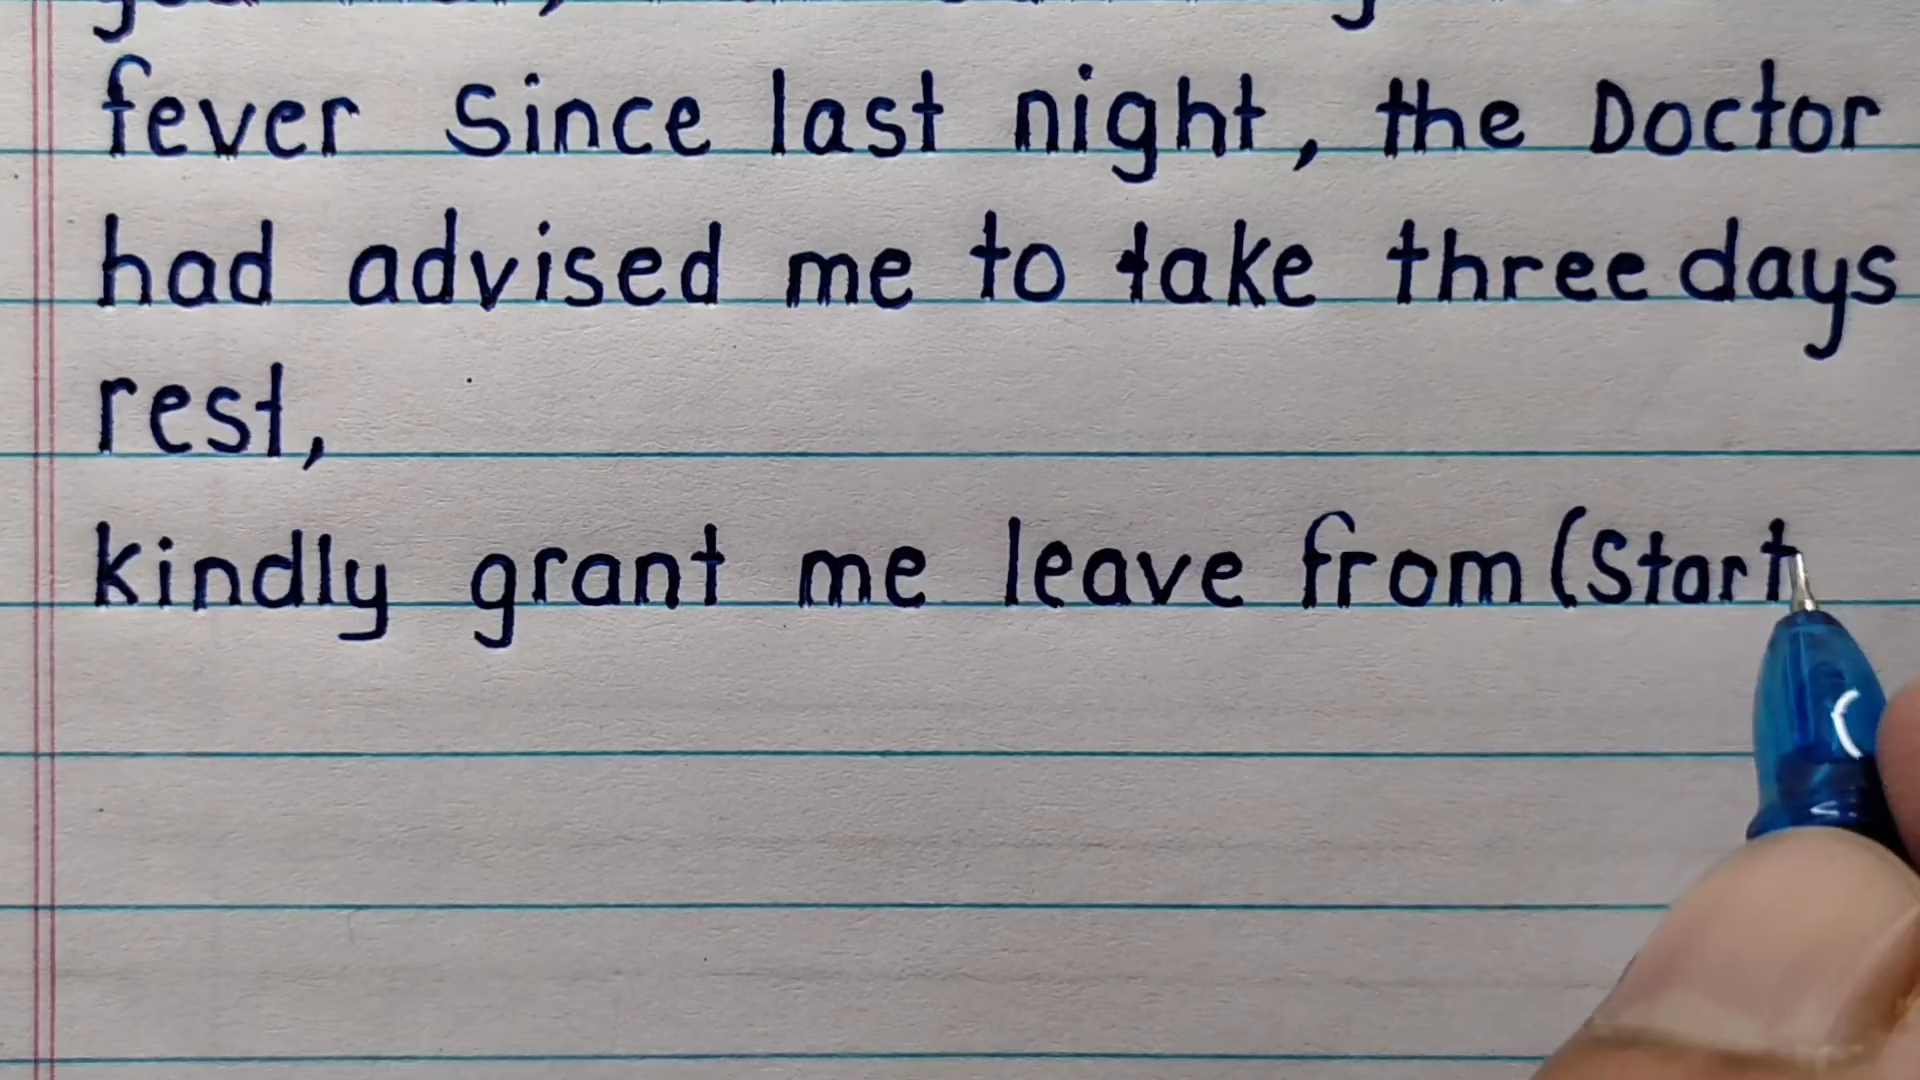 fever Since last night, the Doctor
had advised me to take three days
rest,
kindly grant me leave from (Start